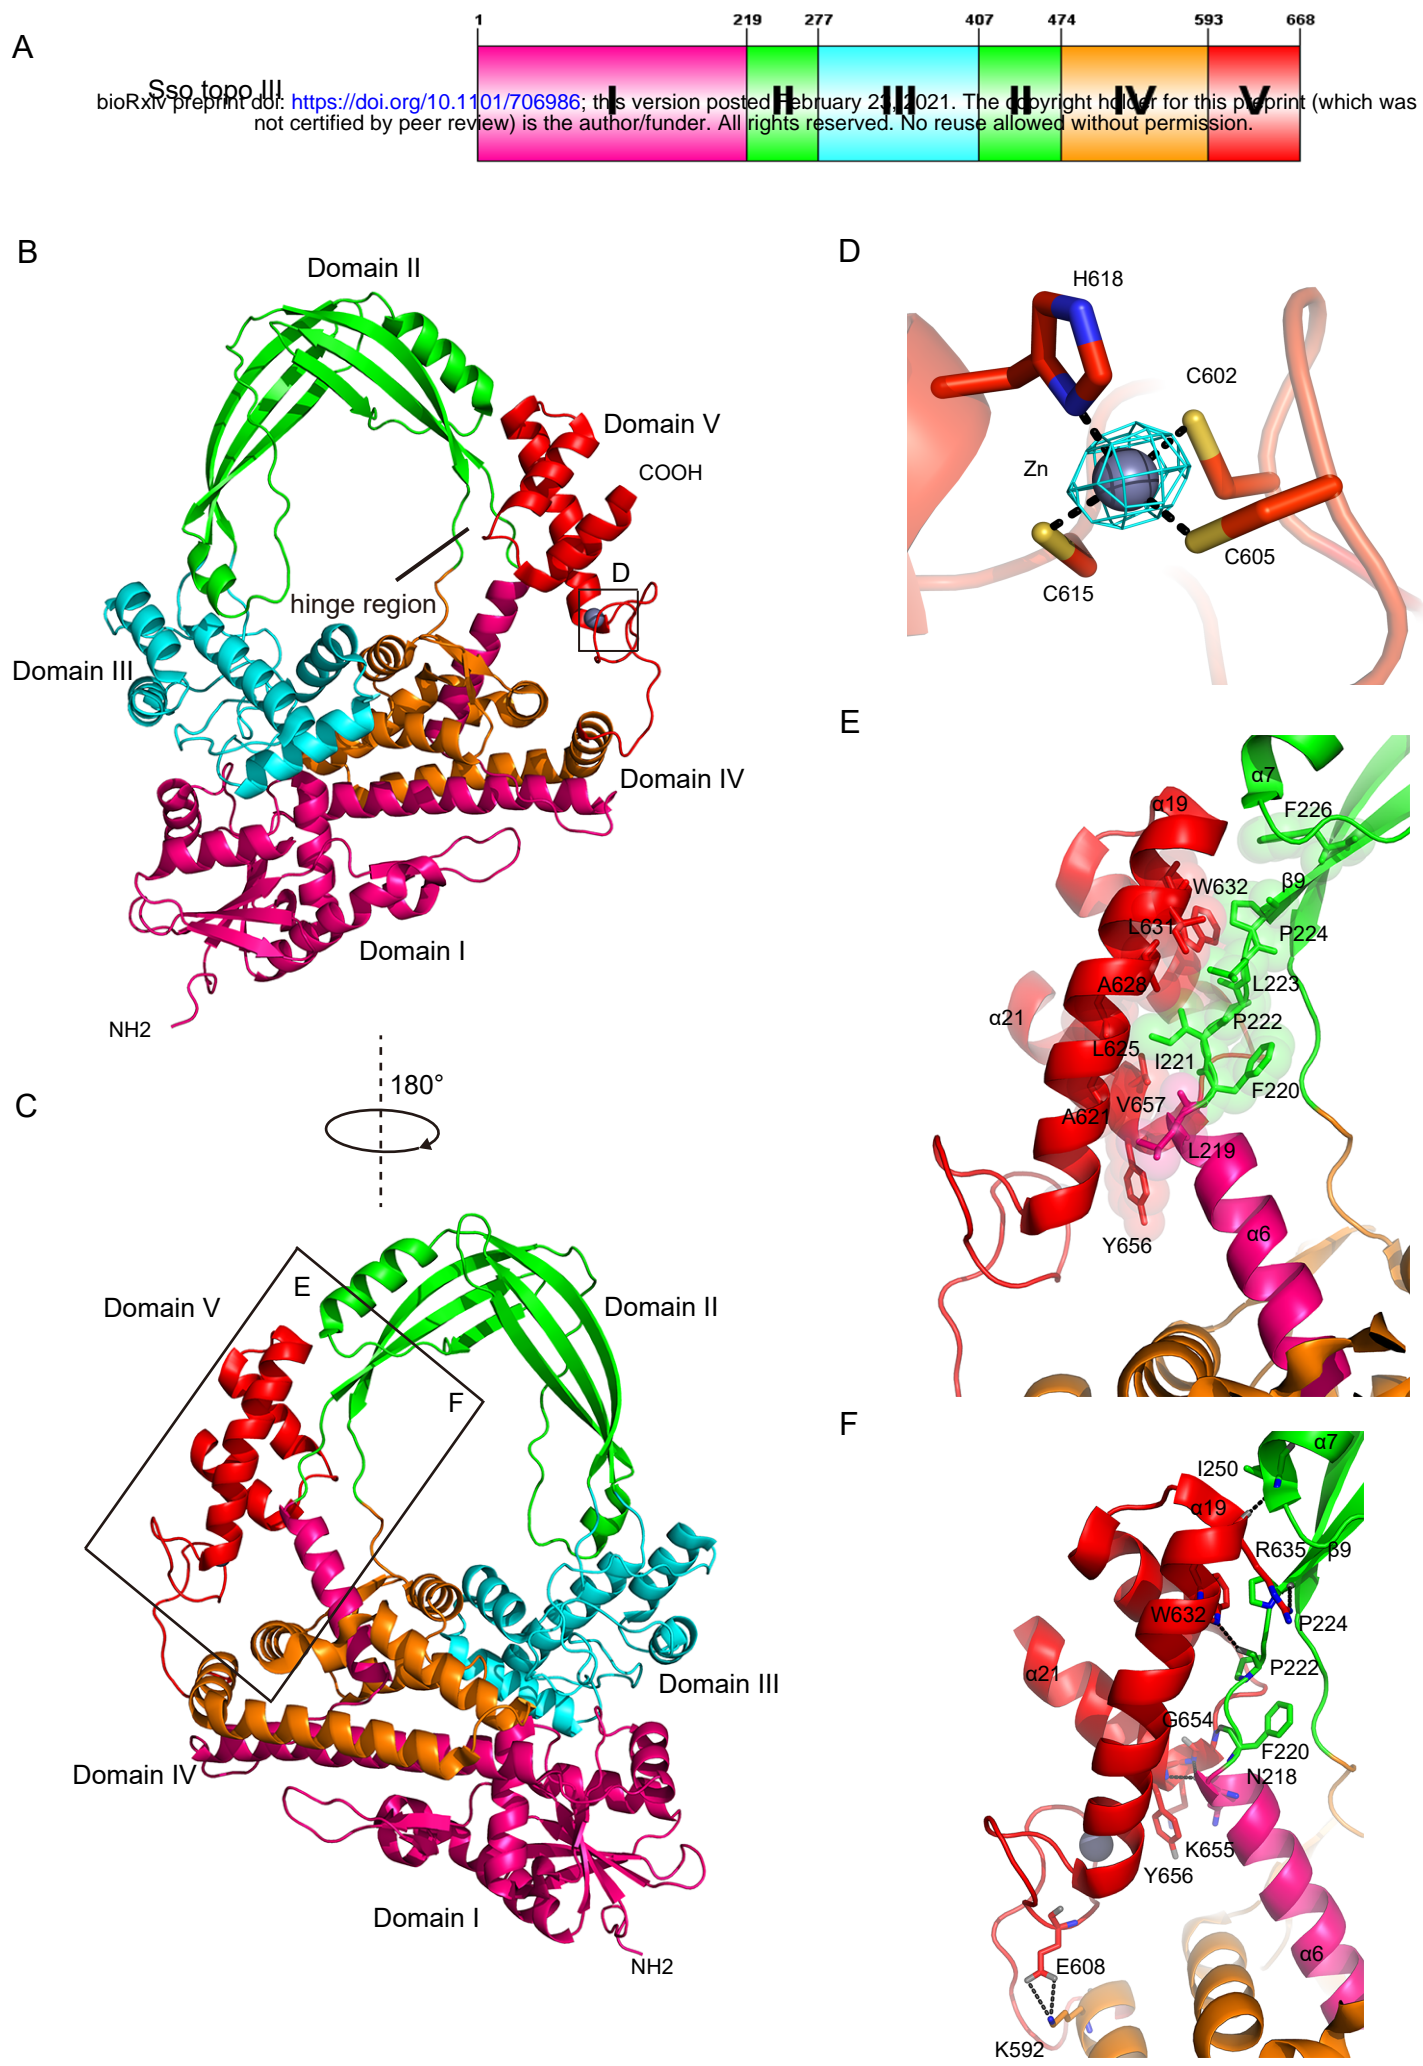 A
1 219 277 407 474 593 668
Sso topo III
I II III II IV V
bioRxiv preprint doi: https://doi.org/10.1101/706986; this version posted February 23, 2021. The copyright holder for this preprint (which was
not certified by peer review) is the author/funder. All rights reserved. No reuse allowed without permission.
B
Domain II
Domain V
COOH
D
hinge region
Domain III
Domain IV
Domain I
NH2
180°
C
E
Domain V
Domain II
F
Domain III
Domain IV
Domain I
NH2
D
H618
C602
Zn
C605
C615
E
α7
α19
F226
W632
β9
L631
P224
A628
L223
α21
P222
L625
I221
F220
V657
A621
L219
Y656
α6
F
α7
I250
α19
R635
β9
W632
P224
α21
P222
G654
F220
N218
K655
Y656
α6
E608
K592